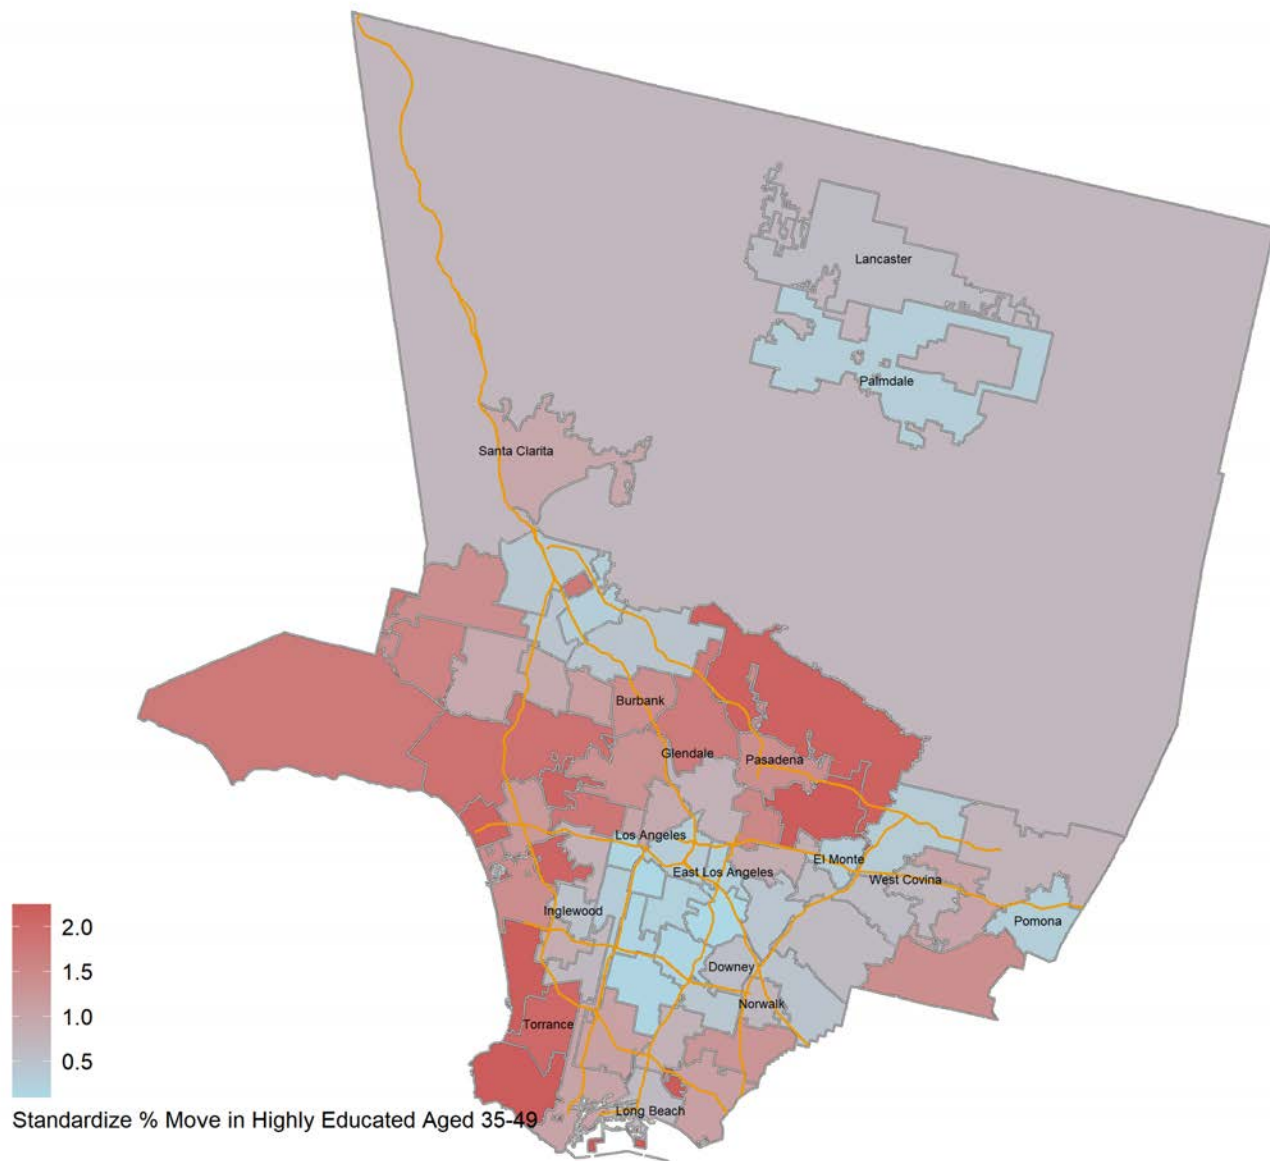 Lancaster
Palmdale
Santa Clarita
Burbank
Glendale
Pasadena
Los Angeles
El Monte
East Los Angeles
West Covina
Inglewood
Pomona
Downey
Norwalk
Torrance
Long Beach
2.0
1.5
1.0
0.5
Standardize % Move in Highly Educated Aged 35-49